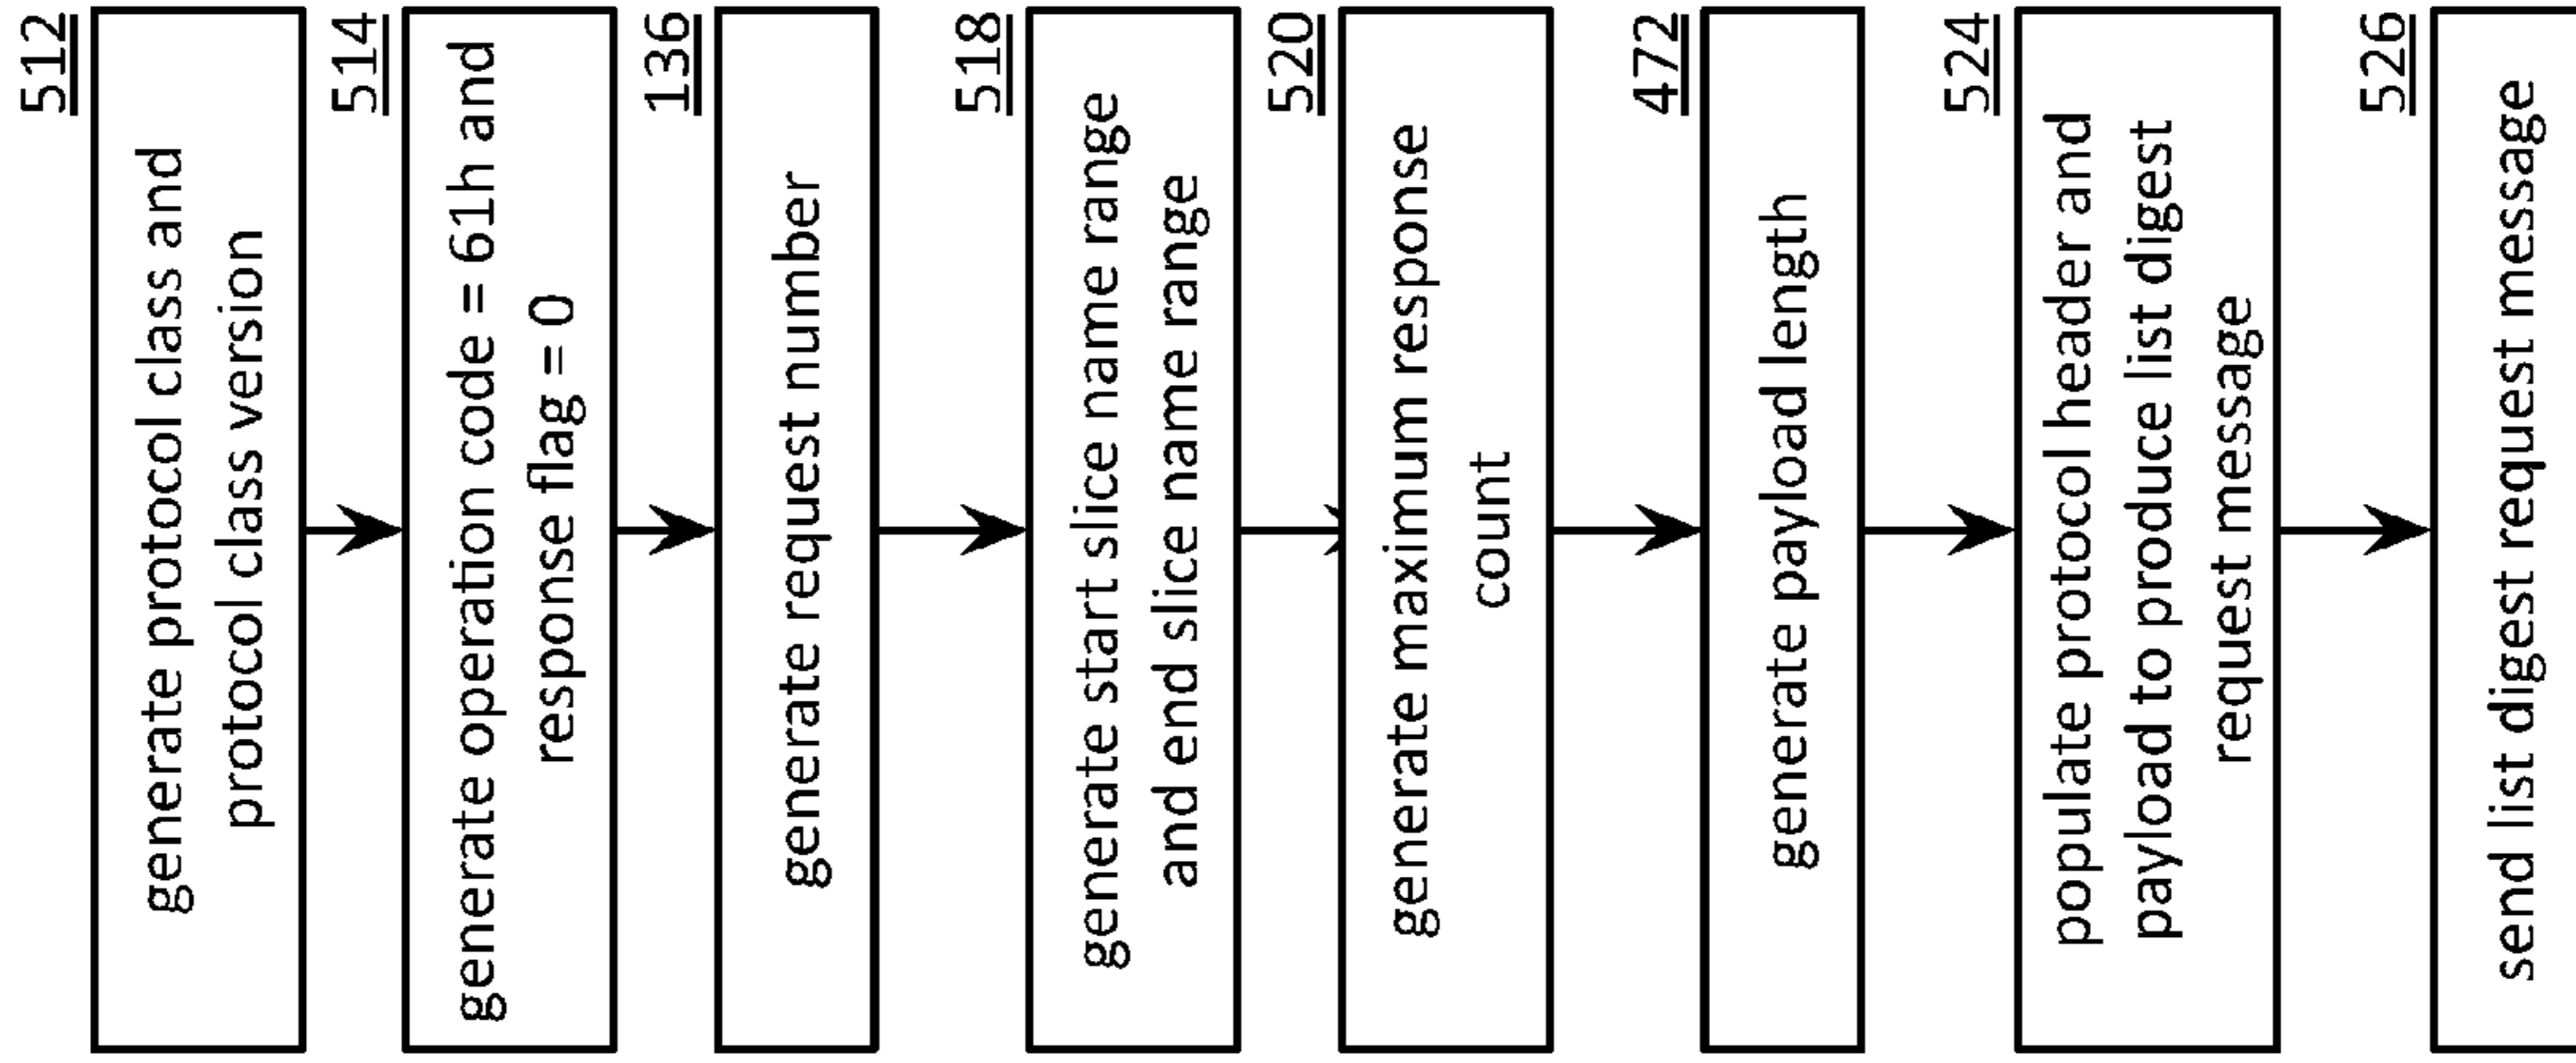 512
generate protocol class and
protocol class version
514
generate operation code = 61h and
response flag = 0
136
generate request number
518
generate start slice name range
and end slice name range
520
generate maximum response
count
472
generate payload length
524
populate protocol header and
payload to produce list digest
request message
526
send list digest request message